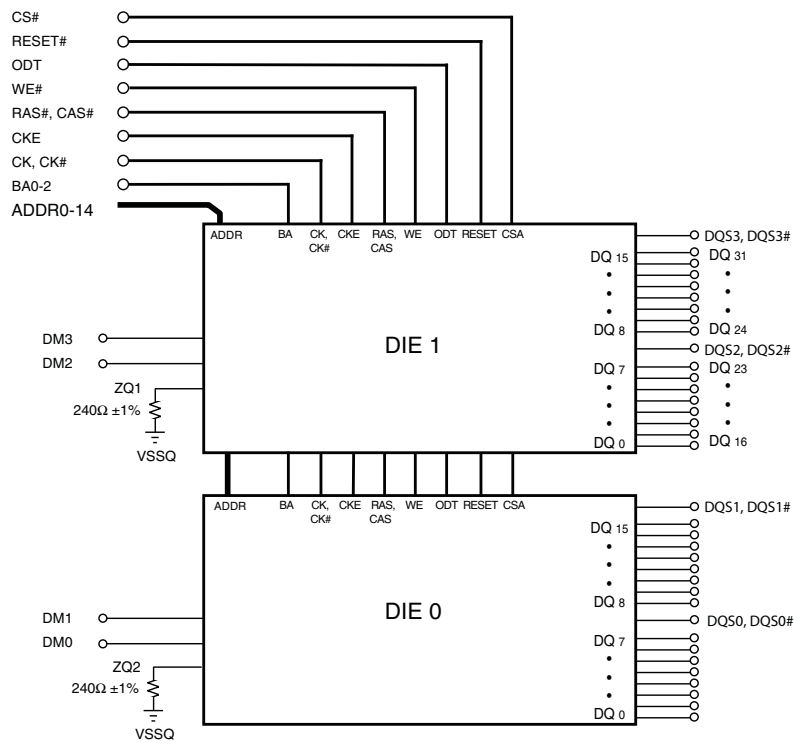 CS#
RESET#
ODT
WE#
RAS#, CAS#
CKE
CK, CK#
BA0-2
ADDR0-14
ADDR BA CK, CK# CKE RAS, CAS WE ODT RESET CSA
DQS3, DQS3#
DQ 15 DQ 31
DQ 8 DQ 24
DIE 1
DM3
DM2
DQS2, DQS2#
DQ 7 DQ 23
ZQ1
240Ω ±1%
VSSQ
DQ 0 DQ 16
ADDR BA CK, CK# CKE RAS, CAS WE ODT RESET CSA
DQS1, DQS1#
DQ 15
DQ 8
DIE 0
DM1
DM0
DQS0, DQS0#
DQ 7
ZQ2
240Ω ±1%
VSSQ
DQ 0